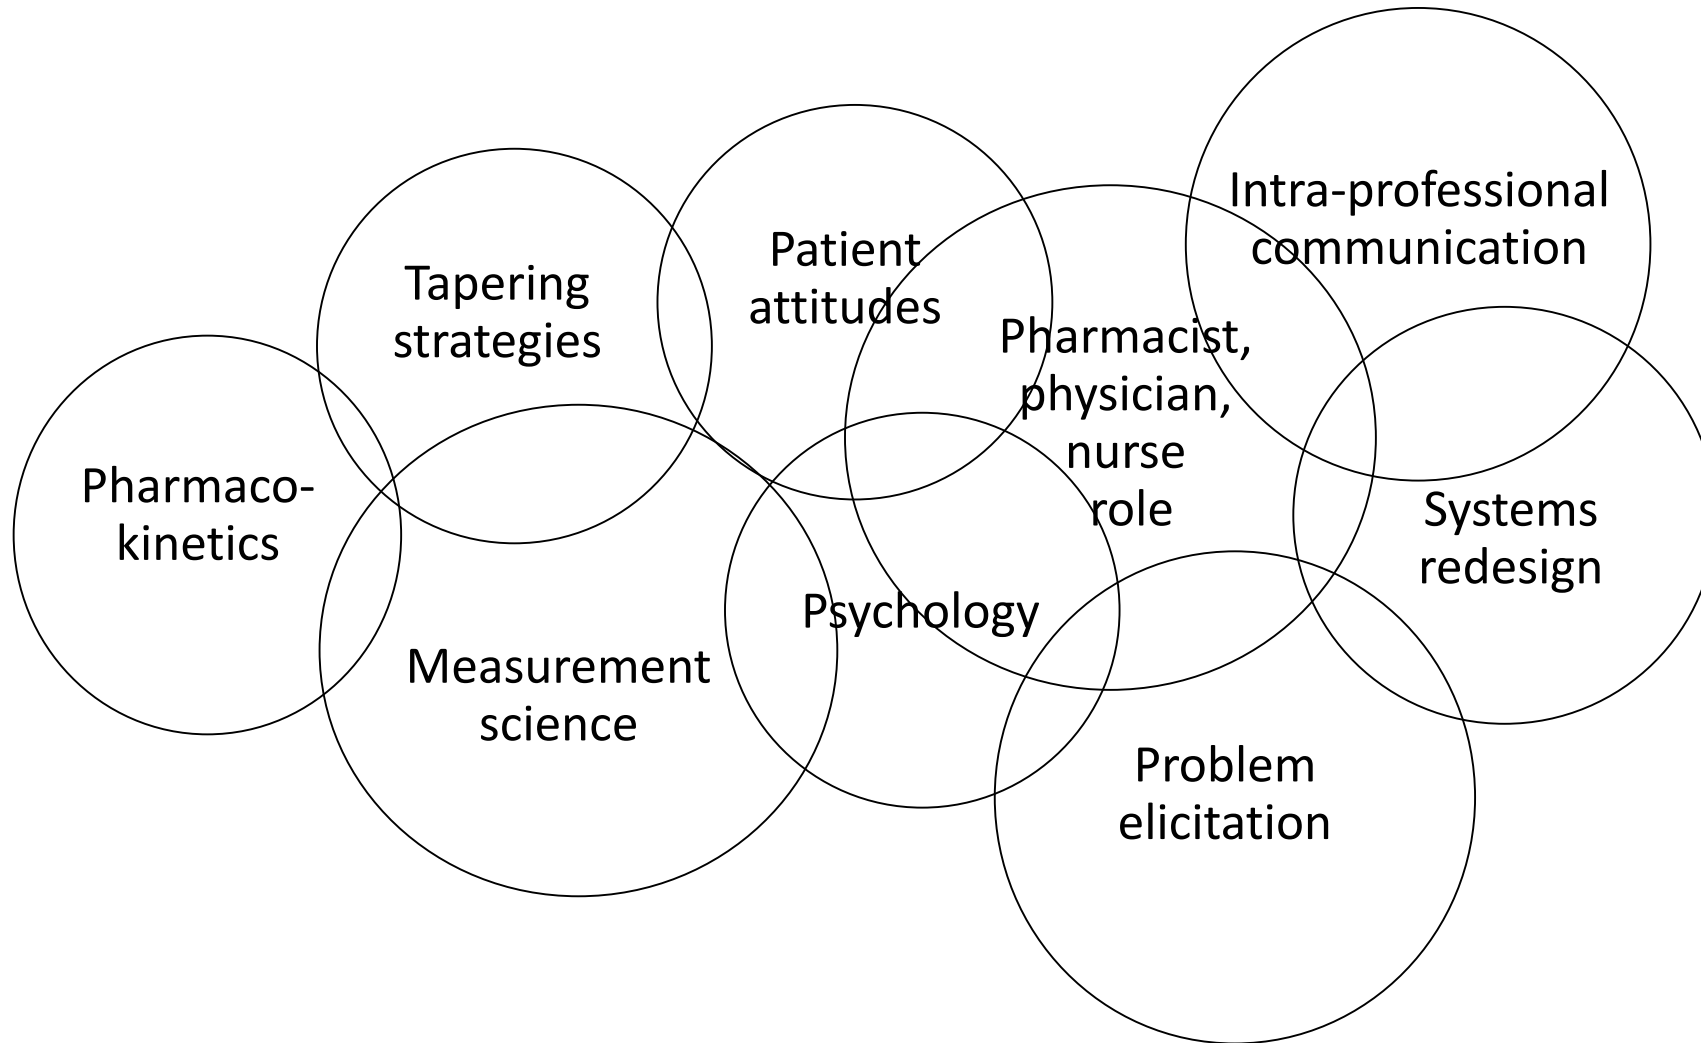 Intra-professional
communication
Patient
attitudes
Tapering
strategies
Pharmacist,
physician,
nurse
role
Pharmaco-
kinetics
Systems
redesign
Psychology
Measurement
science
Problem
elicitation